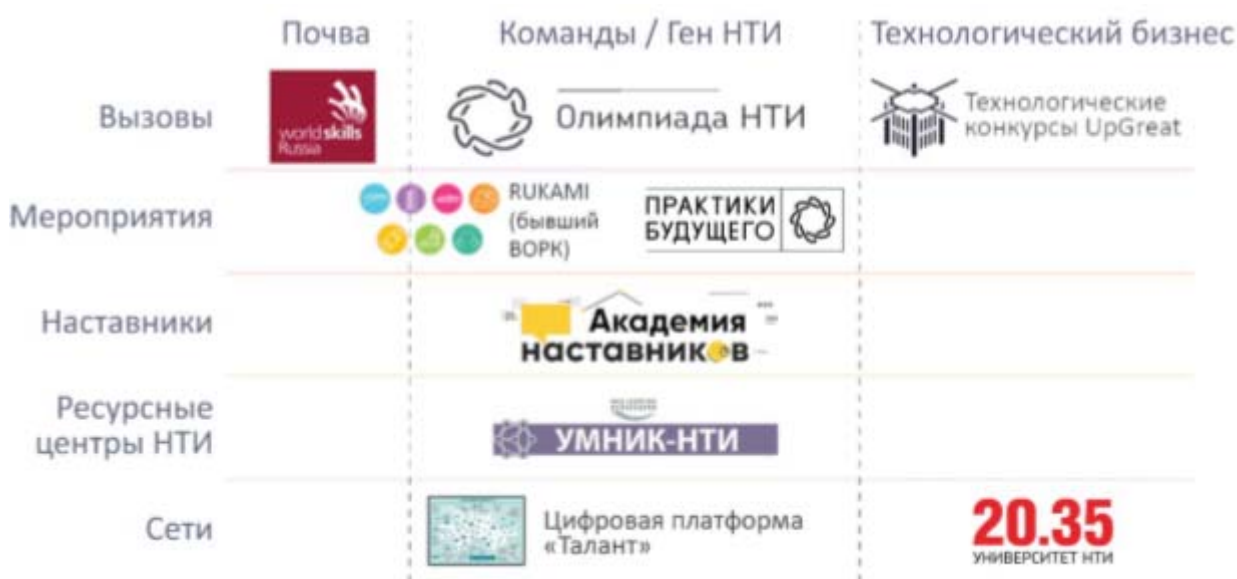 Почва
Команды / Ген НТИ
Технологический бизнес
Вызовы
worldskills
Russia
Олимпиада НТИ
Технологические
конкурсы UpGreat
Мероприятия
RUKAMI
(бывший
ВОРК)
ПРАКТИКИ
БУДУЩЕГО
Наставники
Академия
наставников
Ресурсные
центры НТИ
УМНИК-НТИ
Сети
Цифровая платформа
«Талант»
20.35
УНИВЕРСИТЕТ НТИ